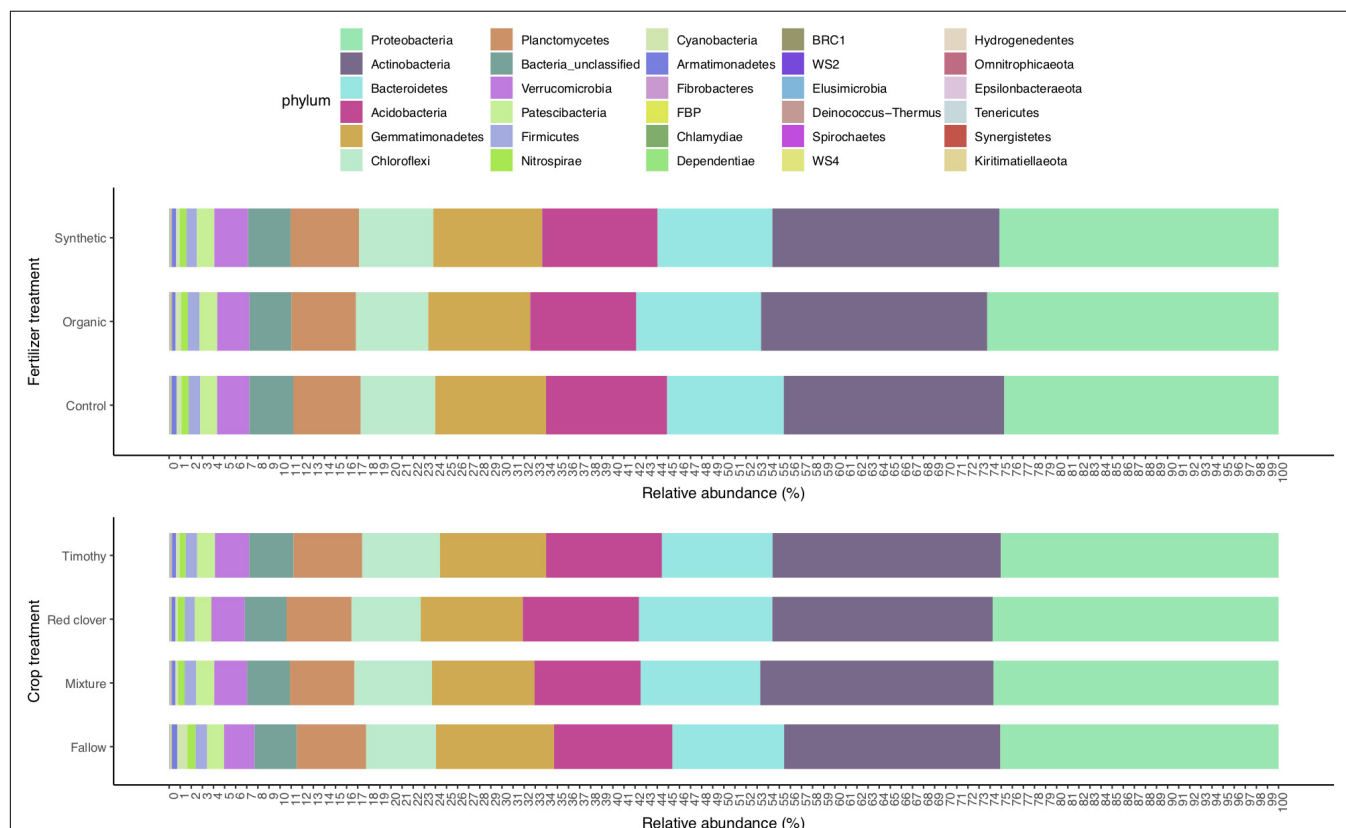 phylum
Proteobacteria Planctomycetes Cyanobacteria BRC1 Hydrogenedentes
Actinobacteria Bacteria_unclassified Armatimonadetes WS2 Omnitrophicaeota
Bacteroidetes Verrucomicrobia Fibrobacteres Elusimicrobia Epsilonbacteraeota
Acidobacteria Patescibacteria FBP Deinococcus-Thermus Tenericutes
Gemmatimonadetes Firmicutes Chlamydiae Spirochaetes Synergistetes
Chloroflexi Nitrospirae Dependentiae WS4 Kiritimatiellaeota
Fertilizer treatment
Synthetic
Organic
Control
0 1 2 3 4 5 6 7 8 9 10 11 12 13 14 15 16 17 18 19 20 21 22 23 24 25 26 27 28 29 30 31 32 33 34 35 36 37 38 39 40 41 42 43 44 45 46 47 48 49 50 51 52 53 54 55 56 57 58 59 60 61 62 63 64 65 66 67 68 69 70 71 72 73 74 75 76 77 78 79 80 81 82 83 84 85 86 87 88 89 90 91 92 93 94 95 96 97 98 99 100
Relative abundance (%)
Crop treatment
Timothy
Red clover
Mixture
Fallow
0 1 2 3 4 5 6 7 8 9 10 11 12 13 14 15 16 17 18 19 20 21 22 23 24 25 26 27 28 29 30 31 32 33 34 35 36 37 38 39 40 41 42 43 44 45 46 47 48 49 50 51 52 53 54 55 56 57 58 59 60 61 62 63 64 65 66 67 68 69 70 71 72 73 74 75 76 77 78 79 80 81 82 83 84 85 86 87 88 89 90 91 92 93 94 95 96 97 98 99 100
Relative abundance (%)